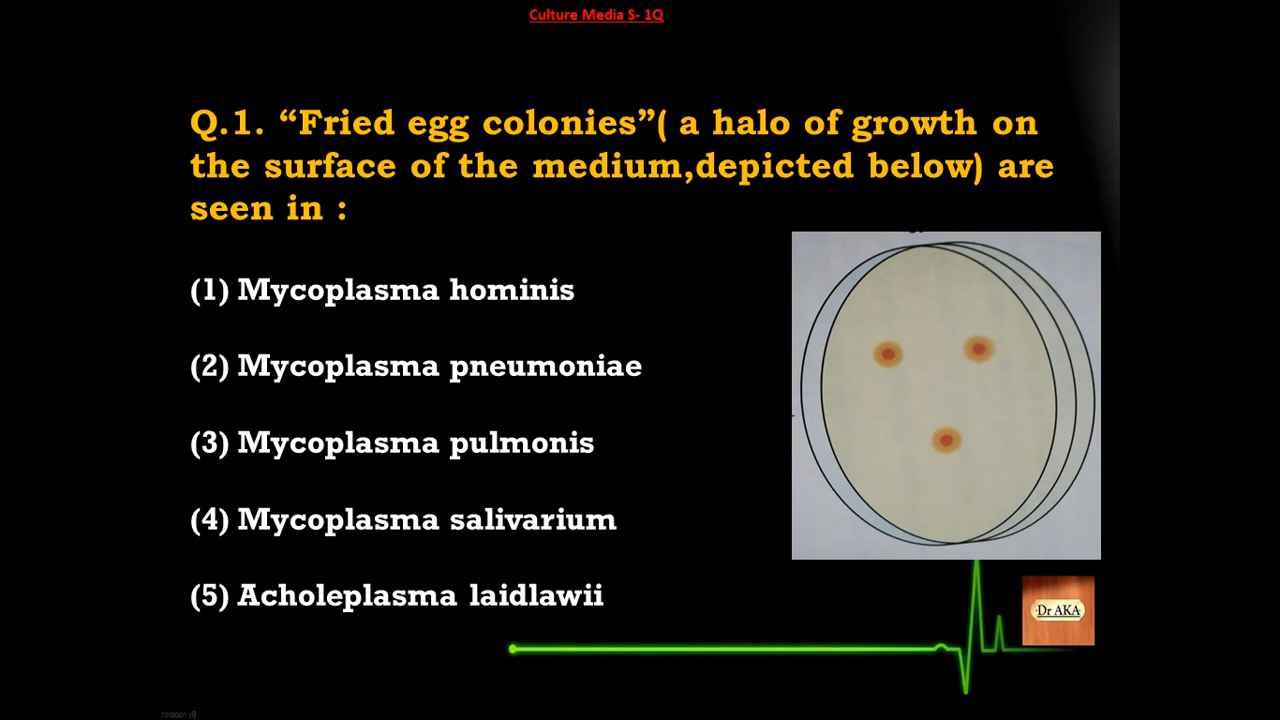 Culture Media S- 1Q
Q.1. “Fried egg colonies”( a halo of growth on
the surface of the medium,depicted below) are
seen in :
(1) Mycoplasma hominis
(2) Mycoplasma pneumoniae
(3) Mycoplasma pulmonis
(4) Mycoplasma salivarium
(5) Acholeplasma laidlawii
Dr AKA